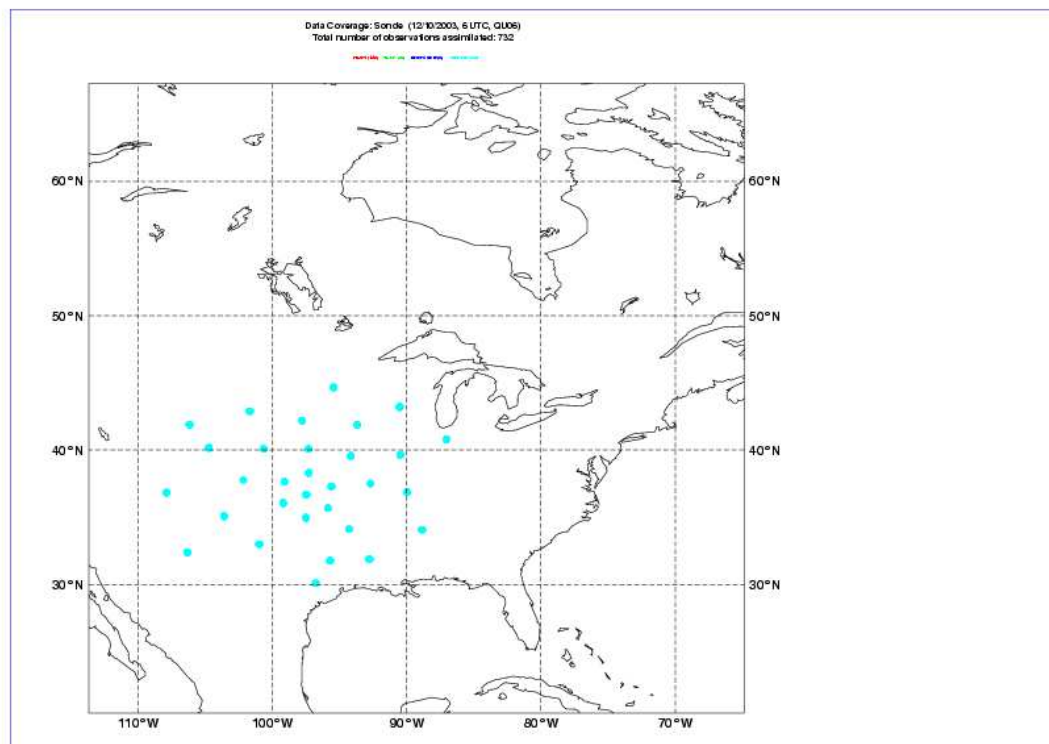 Data Coverage: Sonde (12/10/2003, 6 UTC, QU06)
Total number of observations assimilated: 732
60°N 60°N
50°N 50°N
40°N 40°N
30°N 30°N
110°W 100°W 90°W 80°W 70°W